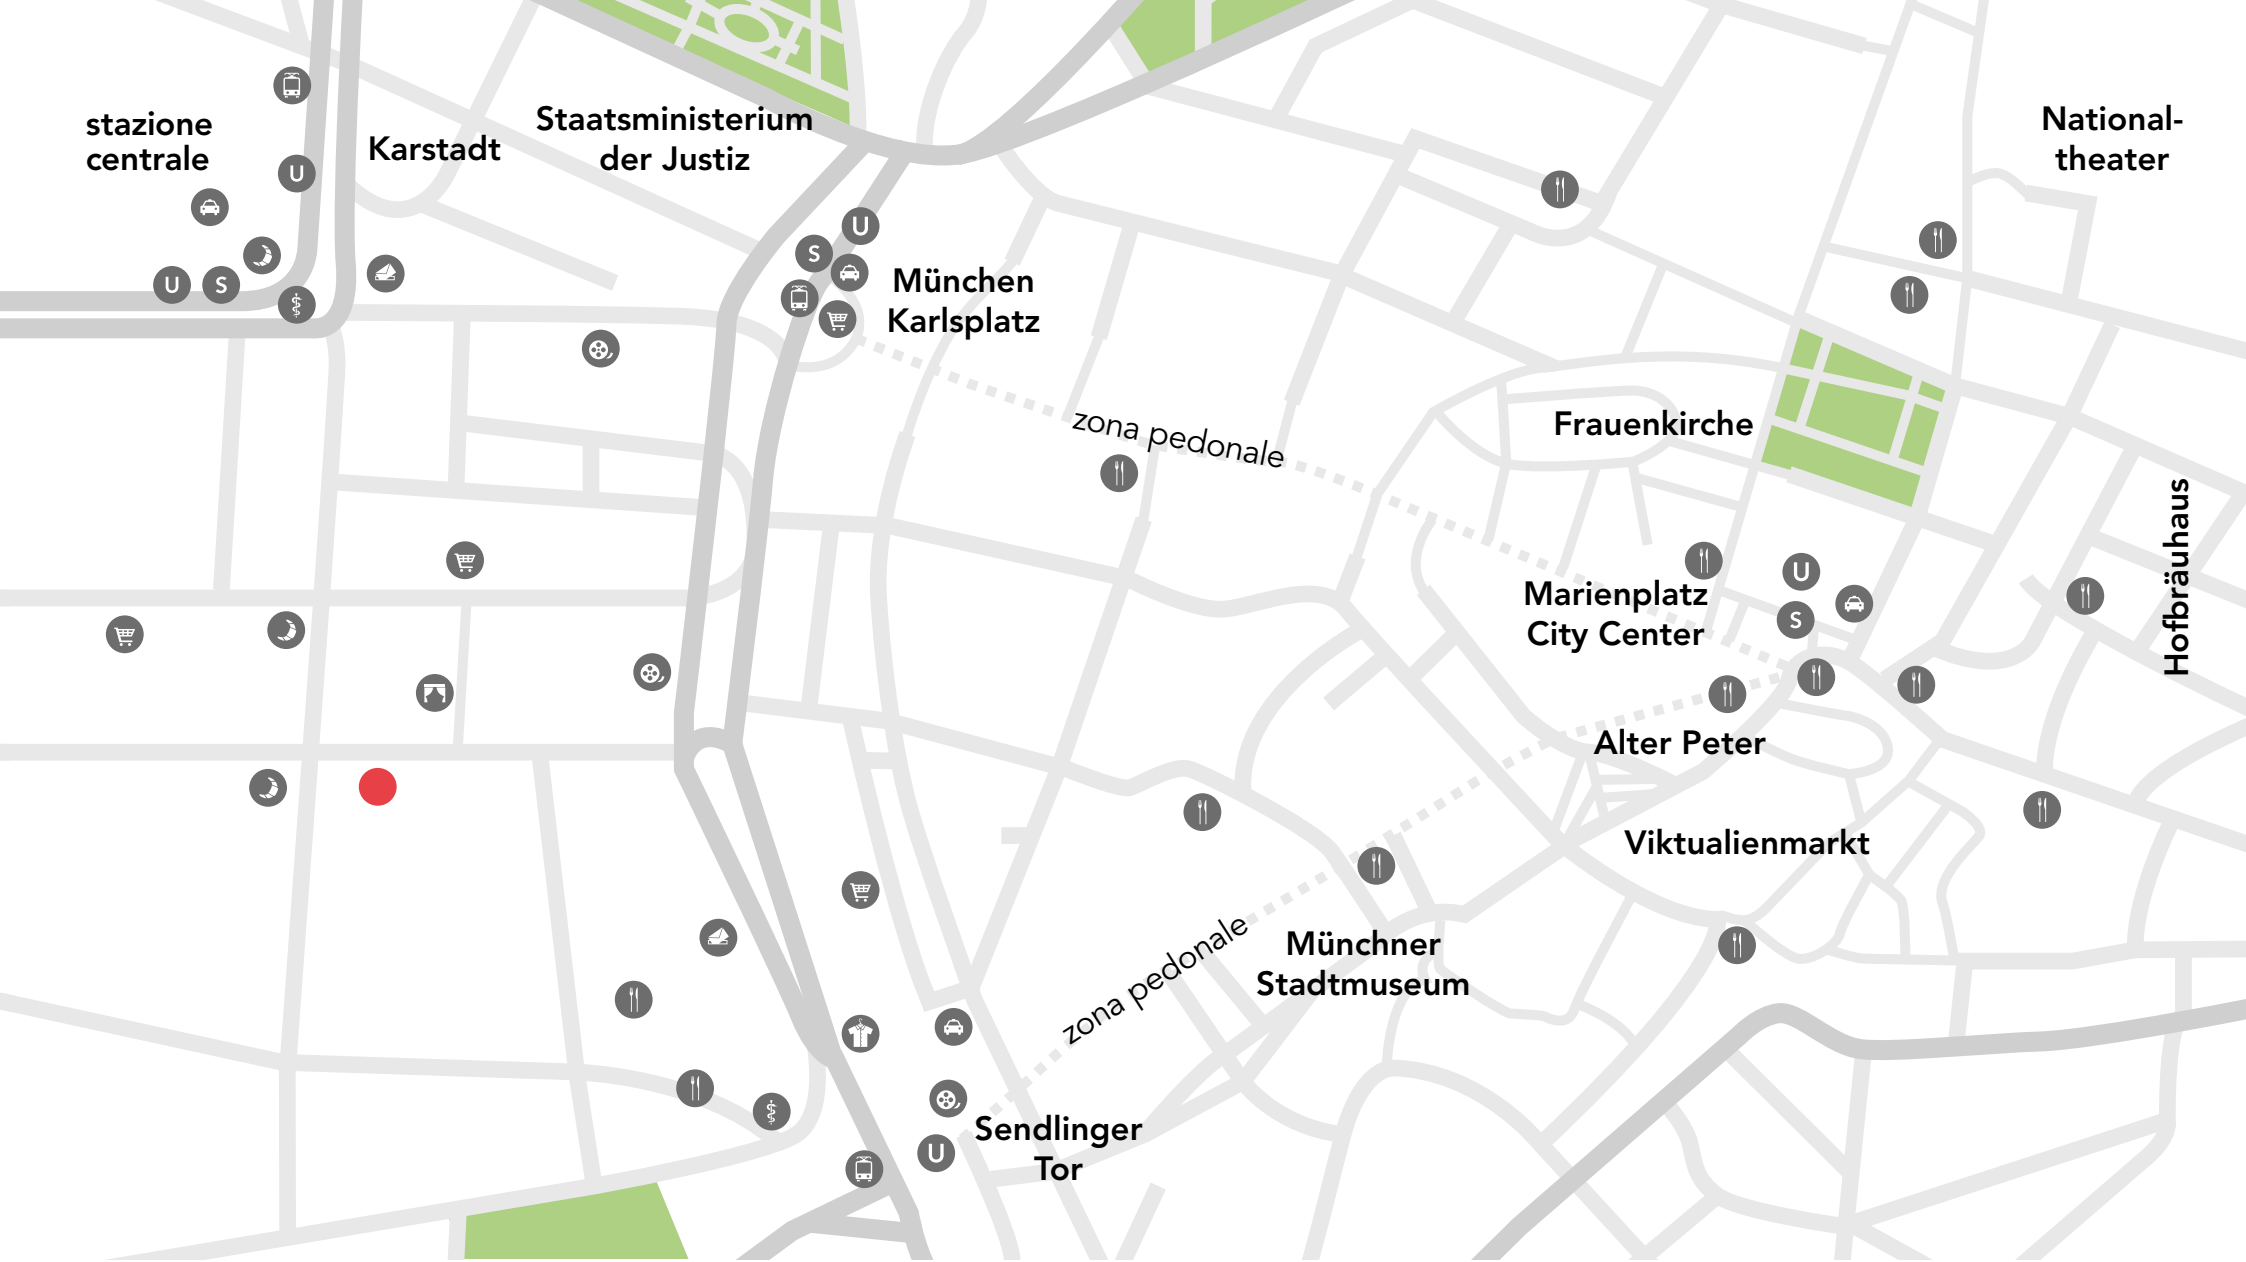 stazione
centrale
Karstadt
Staatsministerium
der Justiz
National-
theater
U
U
S
U
S
München
Karlsplatz
zona pedonale
Frauenkirche
Hofbräuhaus
U
S
Marienplatz
City Center
Alter Peter
Viktualienmarkt
zona pedonale
Münchner
Stadtmuseum
Sendlinger
Tor
U